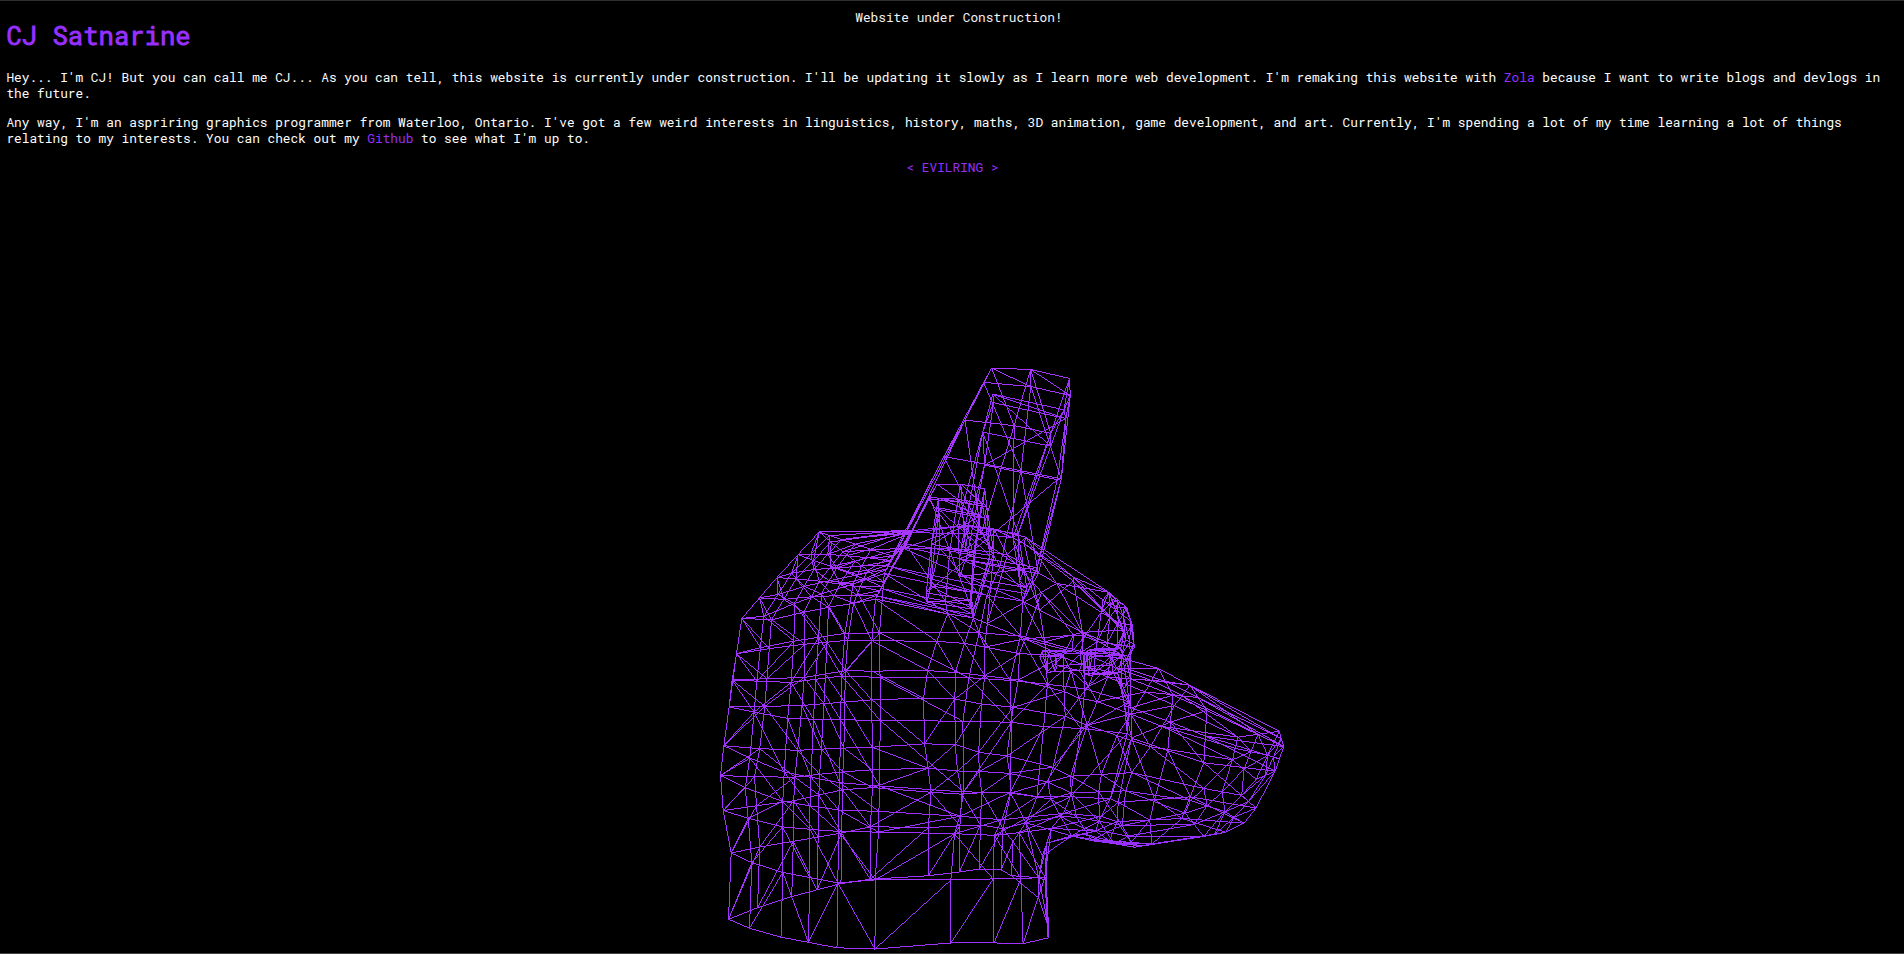 Website under Construction!
CJ Satnarine
Hey... I'm CJ! But you can call me CJ... As you can tell, this website is currently under construction. I'll be updating it slowly as I learn more web development. I'm remaking this website with Zola because I want to write blogs and devlogs in
the future.
Any way, I'm an aspriring graphics programmer from Waterloo, Ontario. I've got a few weird interests in linguistics, history, maths, 3D animation, game development, and art. Currently, I'm spending a lot of my time learning a lot of things
relating to my interests. You can check out my Github to see what I'm up to.
< EVILRING >